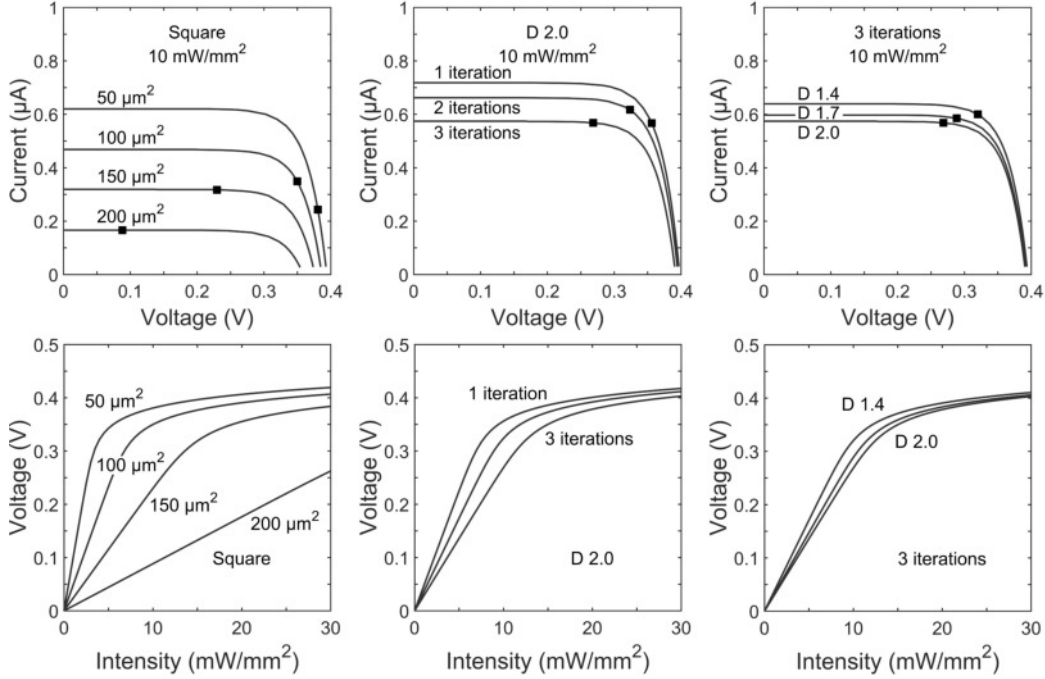 Square
10 mW/mm²
50 µm²
100 µm²
150 µm²
200 µm²
Current (µA)
1
0.8
0.6
0.4
0.2
0
0
0.1
0.2
0.3
0.4
Voltage (V)
D 2.0
10 mW/mm²
1 iteration
2 iterations
3 iterations
Current (µA)
1
0.8
0.6
0.4
0.2
0
0
0.1
0.2
0.3
0.4
Voltage (V)
3 iterations
10 mW/mm²
D 1.4
D 1.7
D 2.0
Current (µA)
1
0.8
0.6
0.4
0.2
0
0
0.1
0.2
0.3
0.4
Voltage (V)
50 µm²
100 µm²
150 µm²
200 µm²
Square
Voltage (V)
0.5
0.4
0.3
0.2
0.1
0
0
10
20
30
Intensity (mW/mm²)
1 iteration
3 iterations
D 2.0
Voltage (V)
0.5
0.4
0.3
0.2
0.1
0
0
10
20
30
Intensity (mW/mm²)
D 1.4
D 2.0
3 iterations
Voltage (V)
0.5
0.4
0.3
0.2
0.1
0
0
10
20
30
Intensity (mW/mm²)